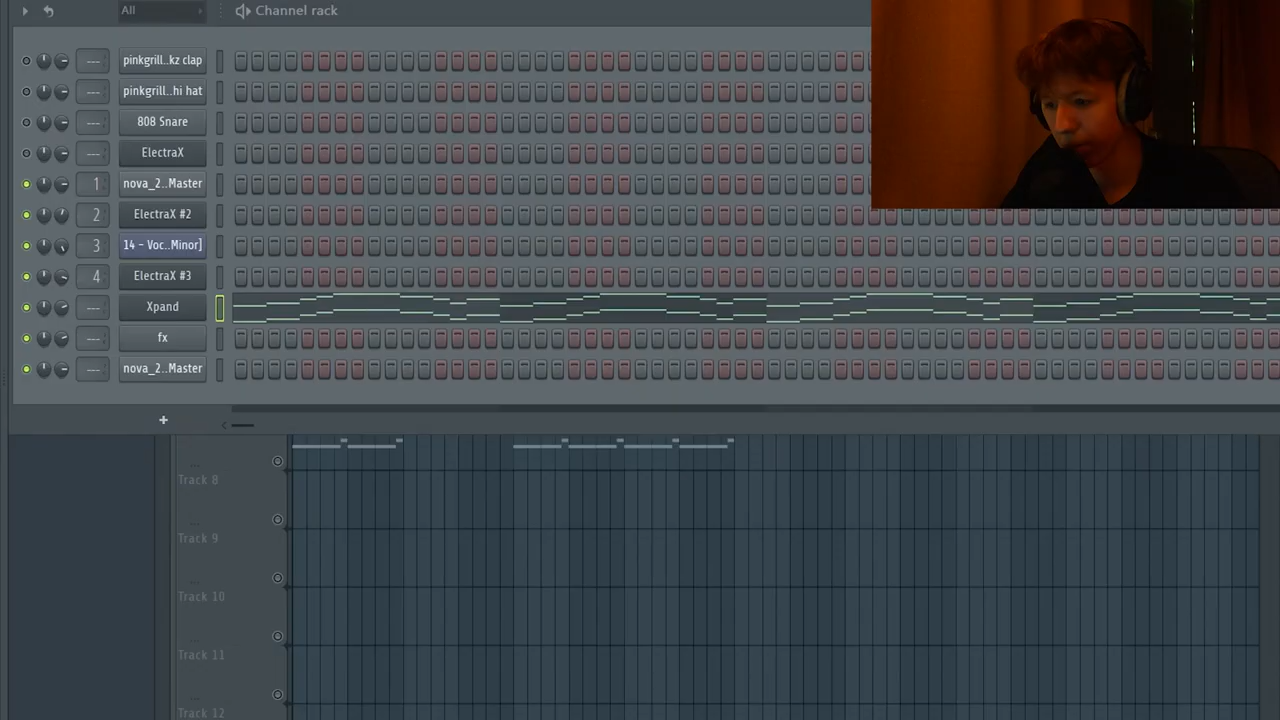 All
Channel rack
--- pinkgrill..kz clap
--- pinkgrill..hi hat
--- 808 Snare
--- ElectraX
1 nova_2..Master
2 ElectraX #2
3 14 - Voc..Minor]
4 ElectraX #3
--- Xpand
--- fx
--- nova_2..Master
+
...
Track 8
...
Track 9
...
Track 10
...
Track 11
...
Track 12